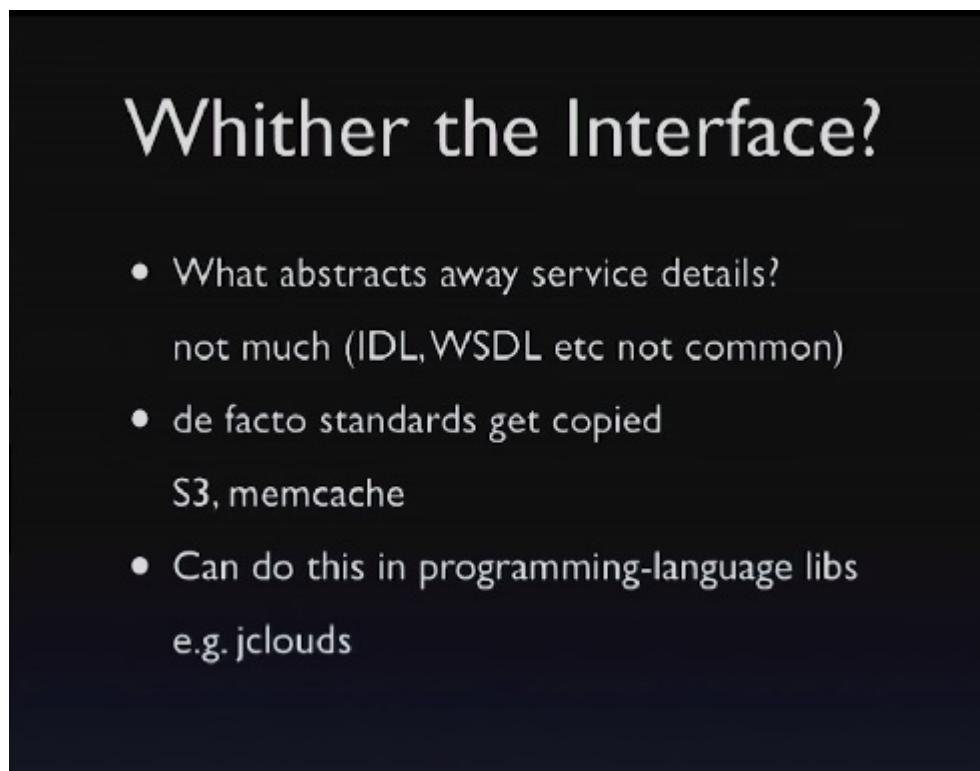 Whither the Interface?
• What abstracts away service details?
not much (IDL, WSDL etc not common)
• de facto standards get copied
S3, memcache
• Can do this in programming-language libs
e.g. jclouds